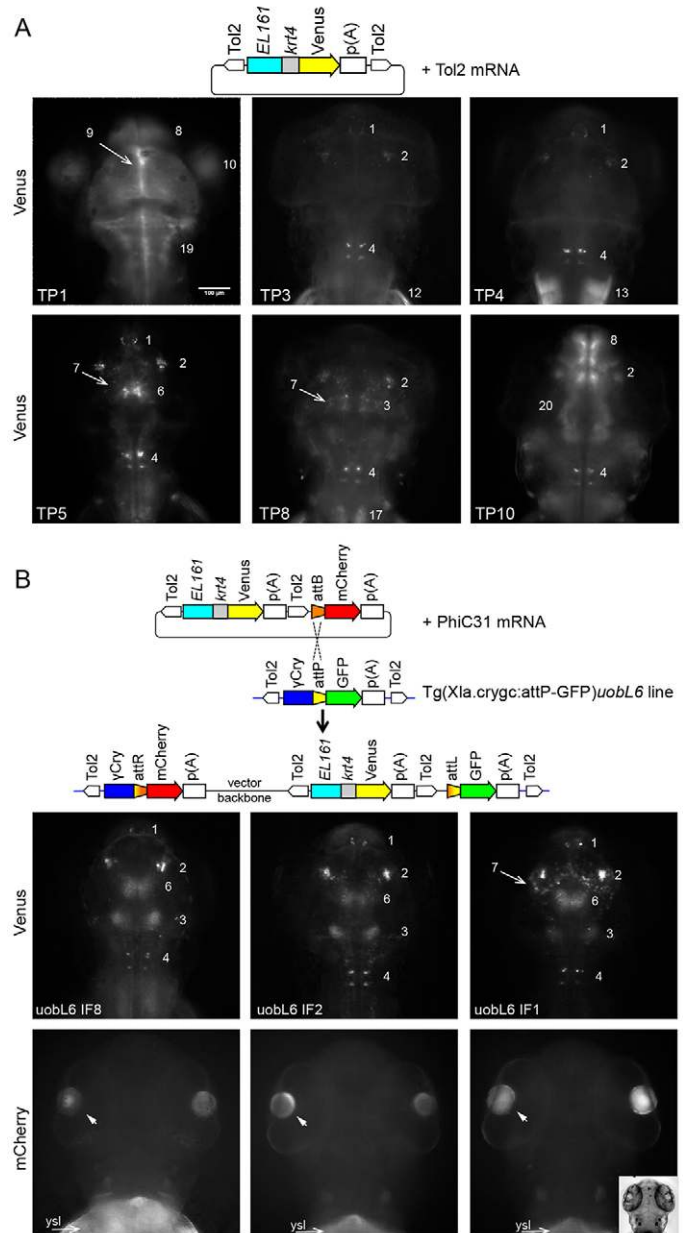 A
Tol2
EL161
krt4
Venus
p(A)
Tol2
+ Tol2 mRNA
Venus
9
8
10
19
100 µm
TP1
1
2
4
12
TP3
1
2
4
13
TP4
Venus
1
2
7
6
4
TP5
7
2
3
4
17
TP8
8
2
20
4
TP10
B
Tol2
EL161
krt4
Venus
p(A)
Tol2
attB
mCherry
p(A)
+ PhiC31 mRNA
Tol2
γCry
attP
GFP
p(A)
Tol2
Tg(Xla.crygc:attP-GFP)uobL6 line
Tol2
γCry
attR
mCherry
p(A)
vector
backbone
Tol2
EL161
krt4
Venus
p(A)
Tol2
attL
GFP
p(A)
Tol2
Venus
1
2
6
3
4
uobL6 IF8
1
2
6
3
4
uobL6 IF2
1
7
2
6
3
4
uobL6 IF1
mCherry
ysl
ysl
ysl